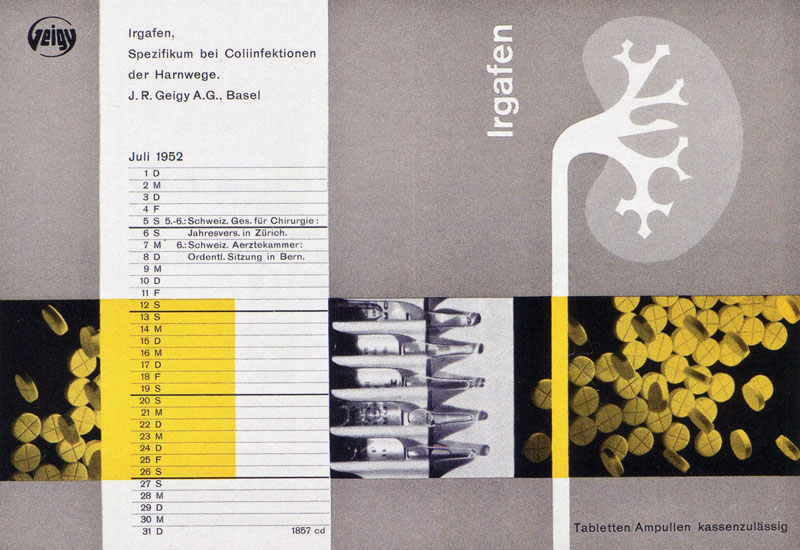 Geigy
Irgafen,
Spezifikum bei Coliinfektionen
der Harnwege.
J. R. Geigy A.G., Basel
Juli 1952
1 D
2 M
3 D
4 F
5 S 5.-6.: Schweiz. Ges. für Chirurgie:
6 S Jahresvers. in Zürich.
7 M 6.: Schweiz. Aerztekammer:
8 D Ordentl. Sitzung in Bern.
9 M
10 D
11 F
12 S
13 S
14 M
15 D
16 M
17 D
18 F
19 S
20 S
21 M
22 D
23 M
24 D
25 F
26 S
27 S
28 M
29 D
30 M
31 D 1857 cd
Irgafen
Tabletten/Ampullen kassenzulässig